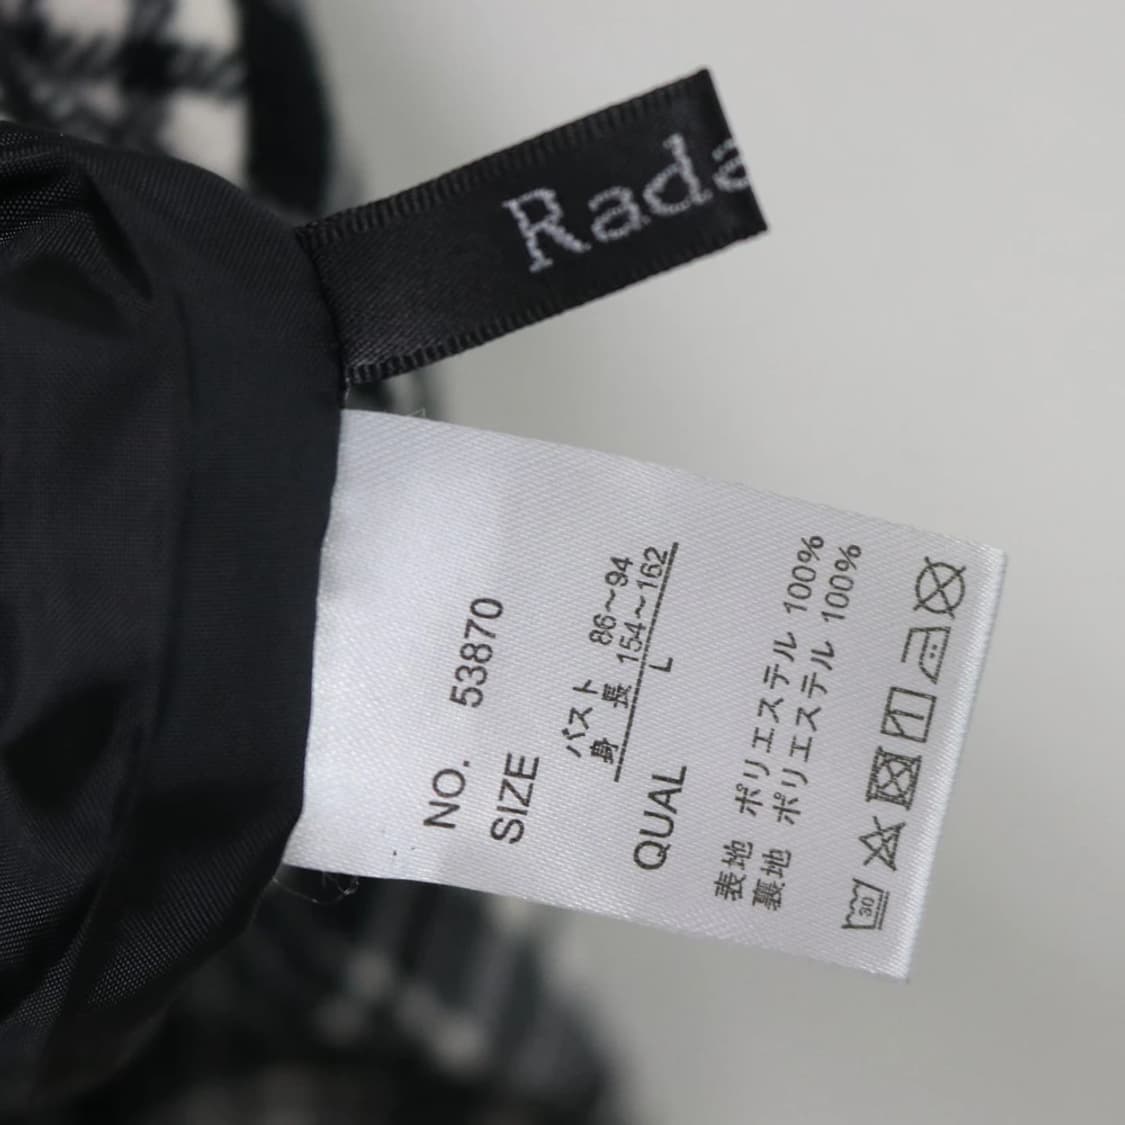 Rada
NO. 53870
SIZE
バスト 86～94
身 長 154～162
L
QUAL
表地 ポリエステル 100%
裏地 ポリエステル 100%
30